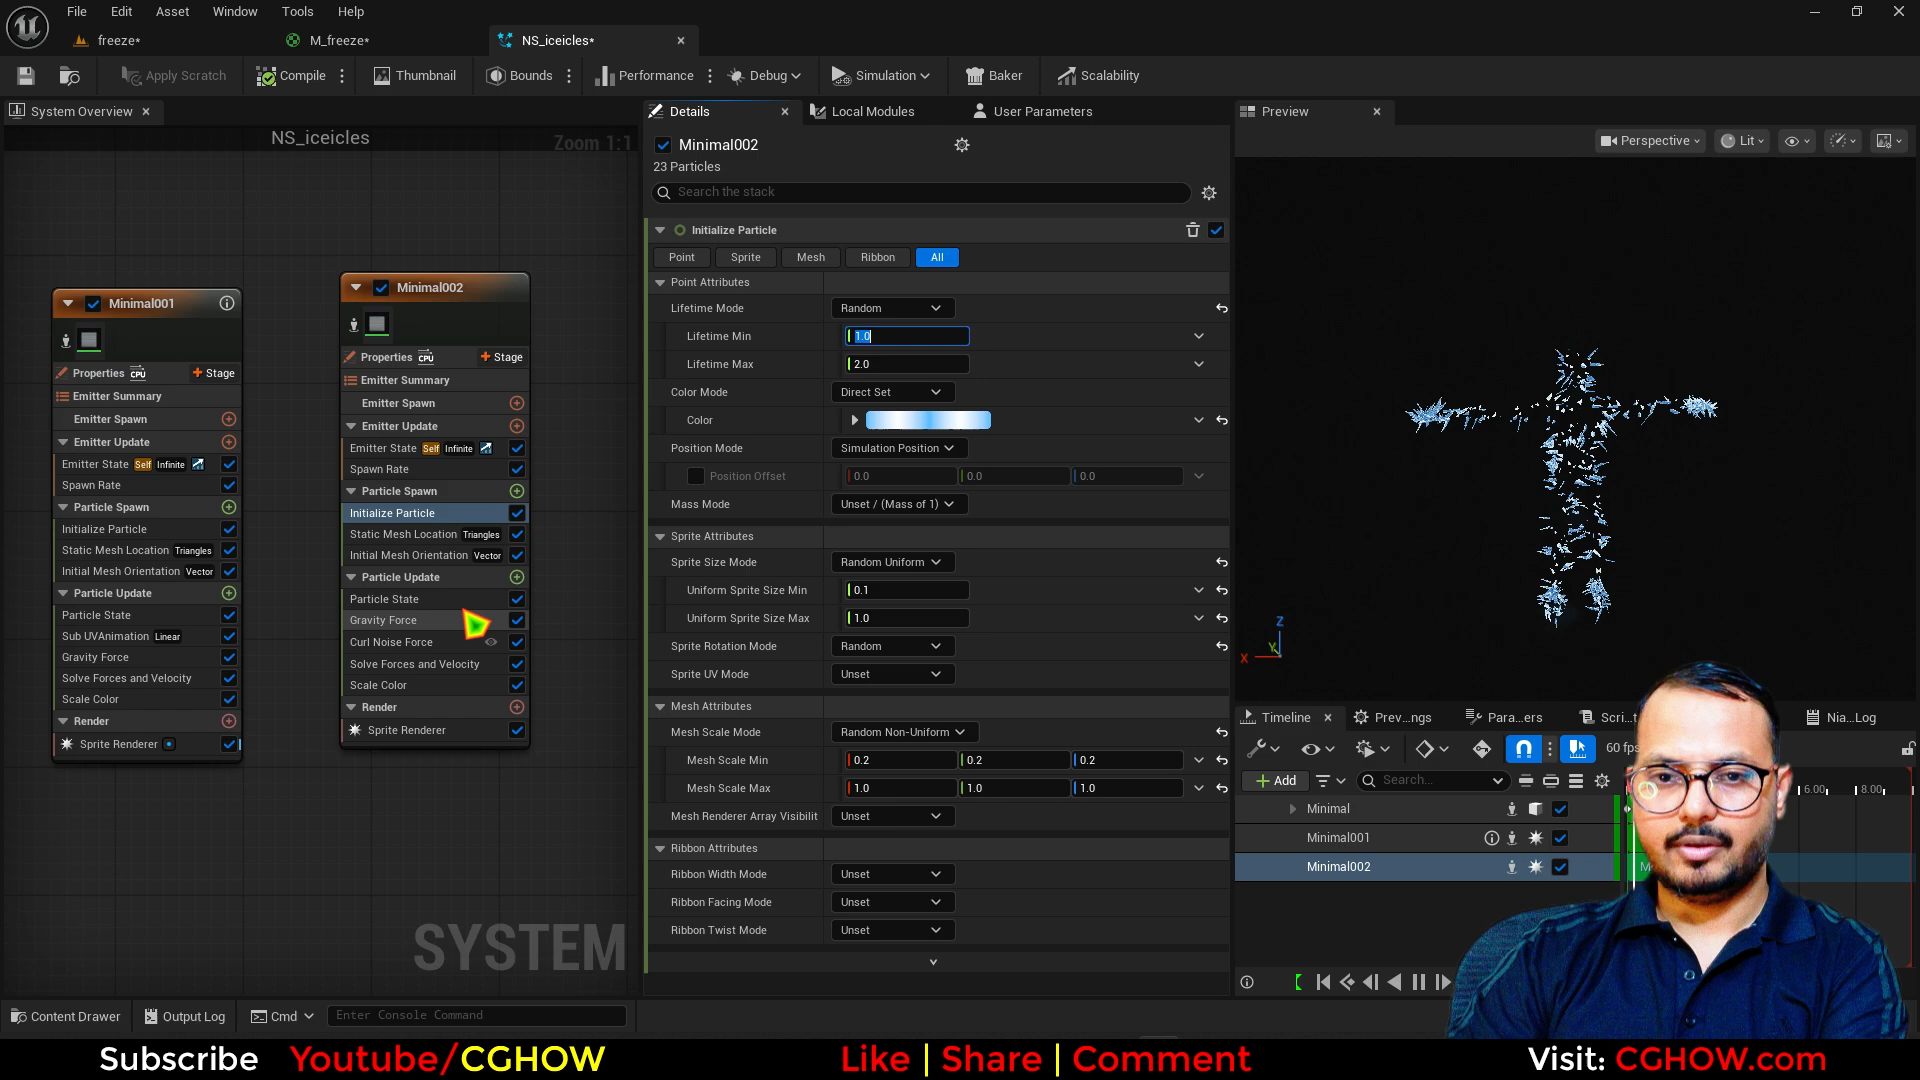 File Edit Asset Window Tools Help
freeze* M_freeze* NS_iceicles*
Apply Scratch Compile Thumbnail Bounds Performance Debug Simulation Baker Scalability
System Overview
NS_iceicles
Zoom 1:1
Minimal001
Properties CPU Stage
Emitter Summary
Emitter Spawn
Emitter Update
Emitter State Self Infinite
Spawn Rate
Particle Spawn
Initialize Particle
Static Mesh Location Triangles
Initial Mesh Orientation Vector
Particle Update
Particle State
Sub UVAnimation Linear
Gravity Force
Solve Forces and Velocity
Scale Color
Render
Sprite Renderer
Minimal002
Properties CPU Stage
Emitter Summary
Emitter Spawn
Emitter Update
Emitter State Self Infinite
Spawn Rate
Particle Spawn
Initialize Particle
Static Mesh Location Triangles
Initial Mesh Orientation Vector
Particle Update
Particle State
Gravity Force
Curl Noise Force
Solve Forces and Velocity
Scale Color
Render
Sprite Renderer
SYSTEM
Details Local Modules User Parameters
Minimal002
23 Particles
Search the stack
Initialize Particle
Point Sprite Mesh Ribbon All
Point Attributes
Lifetime Mode Random
Lifetime Min 1.0
Lifetime Max 2.0
Color Mode Direct Set
Color
Position Mode Simulation Position
Position Offset 0.0 0.0 0.0
Mass Mode Unset / (Mass of 1)
Sprite Attributes
Sprite Size Mode Random Uniform
Uniform Sprite Size Min 0.1
Uniform Sprite Size Max 1.0
Sprite Rotation Mode Random
Sprite UV Mode Unset
Mesh Attributes
Mesh Scale Mode Random Non-Uniform
Mesh Scale Min 0.2 0.2 0.2
Mesh Scale Max 1.0 1.0 1.0
Mesh Renderer Array Visibilit Unset
Ribbon Attributes
Ribbon Width Mode Unset
Ribbon Facing Mode Unset
Ribbon Twist Mode Unset
Preview
Perspective Lit
Z
X Y
Timeline Prev...ngs Para...ers Scri...t Nia...Log
60 fps
Add Search... 6.00 8.00
Minimal
Minimal001
Minimal002 M
Content Drawer Output Log Cmd Enter Console Command
Subscribe Youtube/CGHOW Like | Share | Comment Visit: CGHOW.com